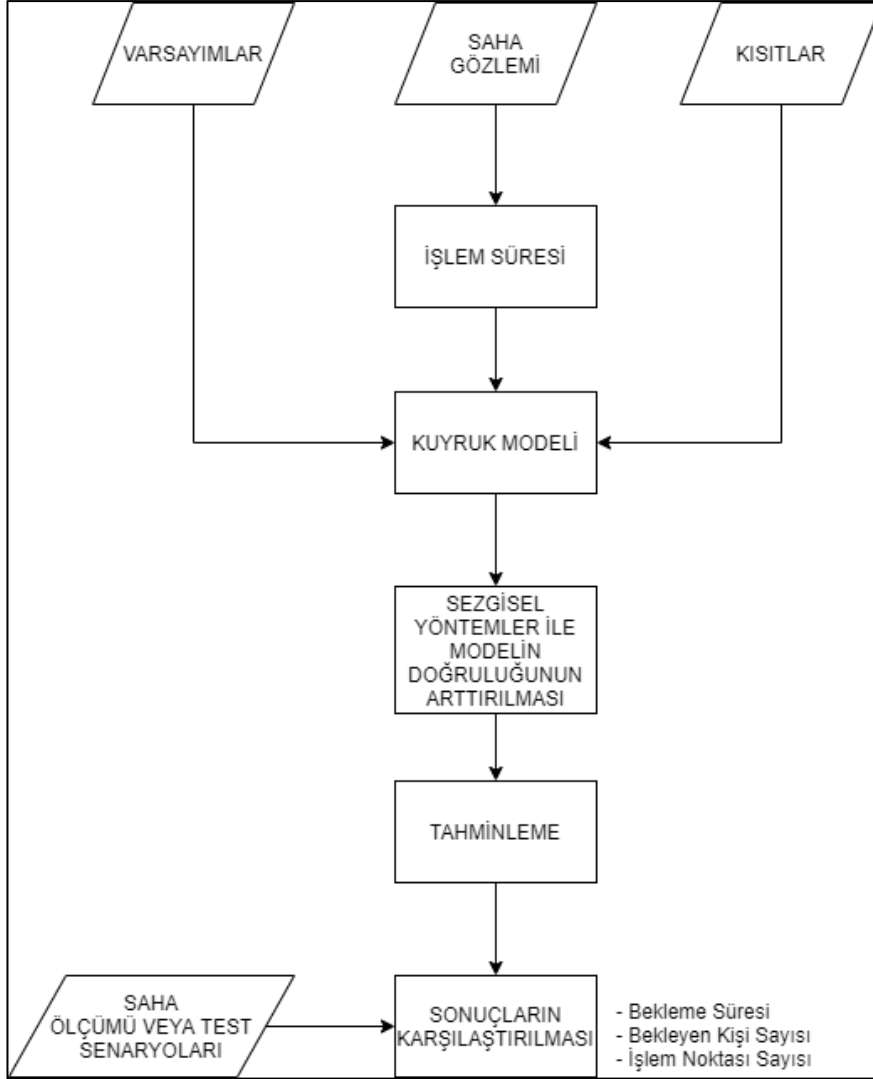 VARSAYIMLAR
SAHA
GÖZLEMİ
KISITLAR
İŞLEM SÜRESİ
KUYRUK MODELİ
SEZGİSEL
YÖNTEMLER İLE
MODELİN
DOĞRULUĞUNUN
ARTTIRILMASI
TAHMİNLEME
SAHA
ÖLÇÜMÜ VEYA TEST
SENARYOLARI
SONUÇLARIN
KARŞILAŞTIRILMASI
- Bekleme Süresi
- Bekleyen Kişi Sayısı
- İşlem Noktası Sayısı